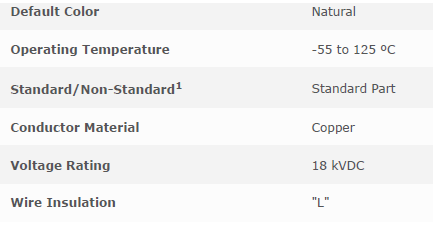 Default Color Natural
Operating Temperature -55 to 125 ºC
Standard/Non-Standard¹ Standard Part
Conductor Material Copper
Voltage Rating 18 kVDC
Wire Insulation "L"